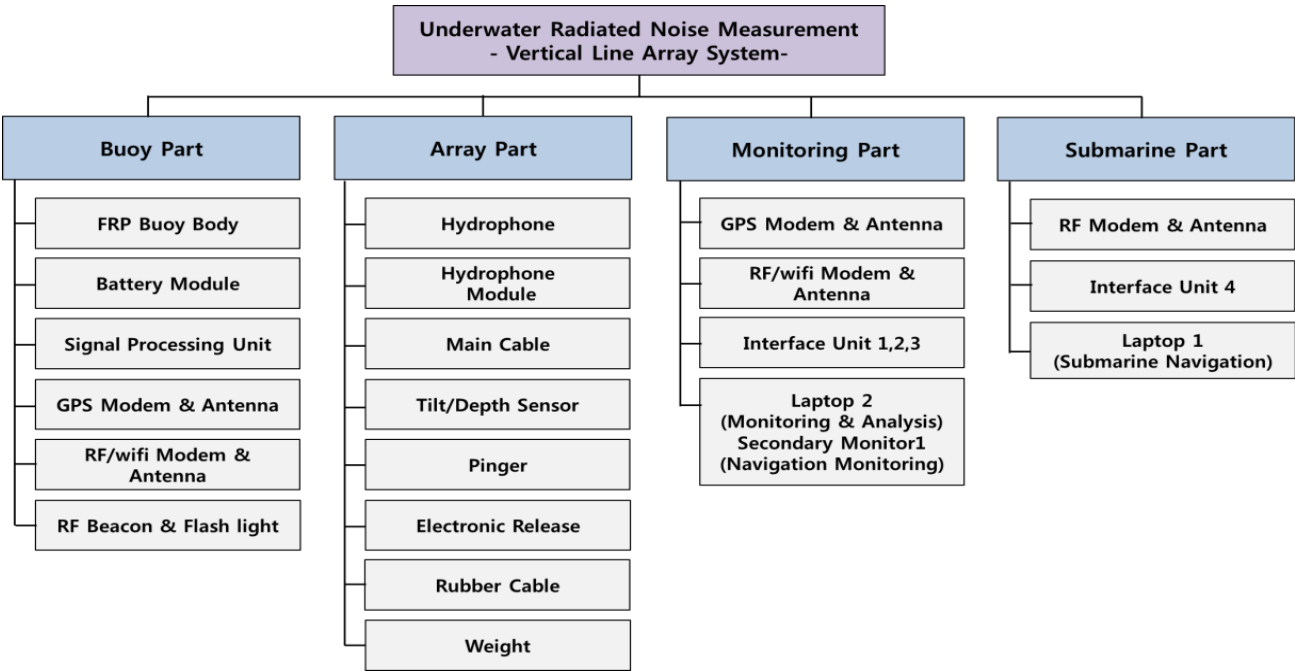 Underwater Radiated Noise Measurement
- Vertical Line Array System-
Buoy Part
FRP Buoy Body
Battery Module
Signal Processing Unit
GPS Modem & Antenna
RF/wifi Modem &
Antenna
RF Beacon & Flash light
Array Part
Hydrophone
Hydrophone
Module
Main Cable
Tilt/Depth Sensor
Pinger
Electronic Release
Rubber Cable
Weight
Monitoring Part
GPS Modem & Antenna
RF/wifi Modem &
Antenna
Interface Unit 1,2,3
Laptop 2
(Monitoring & Analysis)
Secondary Monitor1
(Navigation Monitoring)
Submarine Part
RF Modem & Antenna
Interface Unit 4
Laptop 1
(Submarine Navigation)